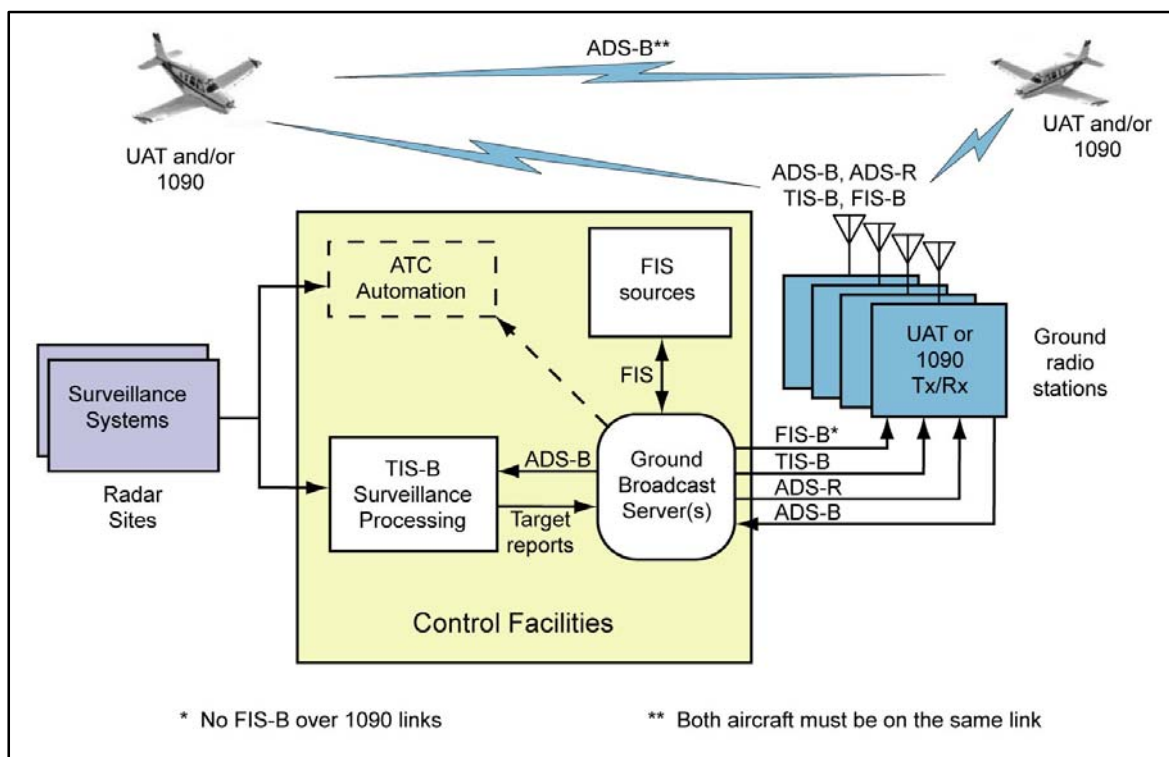 ADS-B**
UAT and/or
1090
UAT and/or
1090
ADS-B, ADS-R
TIS-B, FIS-B
ATC
Automation
FIS
sources
UAT or
1090
Tx/Rx
Ground
radio
stations
Surveillance
Systems
Radar
Sites
FIS
TIS-B
Surveillance
Processing
ADS-B
Target
reports
Ground
Broadcast
Server(s)
FIS-B*
TIS-B
ADS-R
ADS-B
Control Facilities
* No FIS-B over 1090 links
** Both aircraft must be on the same link